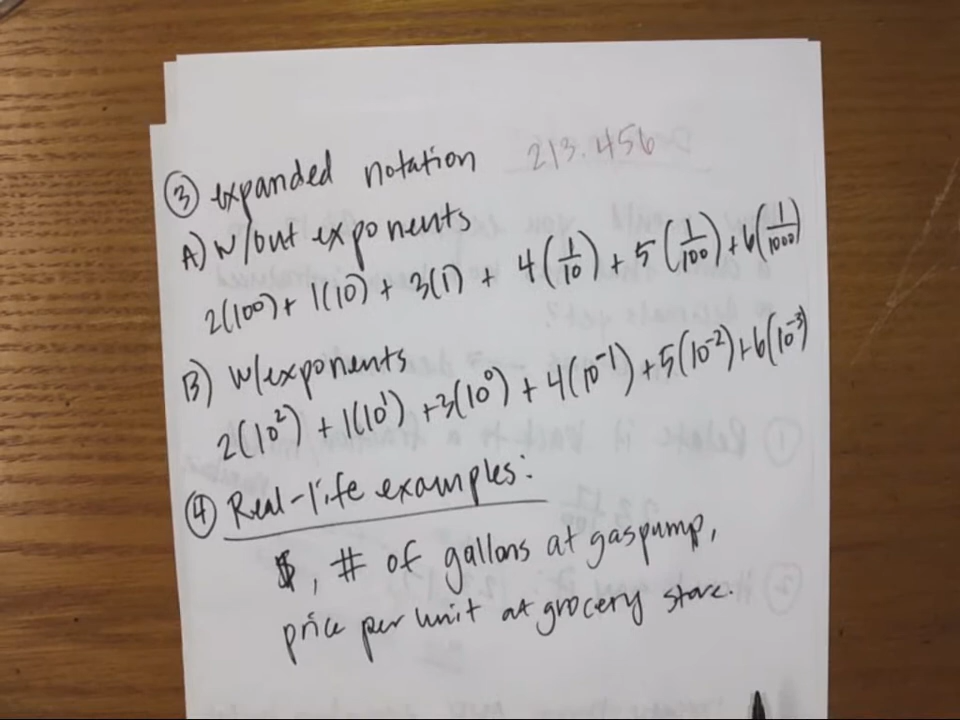 ③ expanded notation 213.456
A) w/out exponents
2(100) + 1(10) + 3(1) + 4(1/10) + 5(1/100) + 6(1/1000)
B) w/exponents
2(10²) + 1(10¹) + 3(10⁰) + 4(10⁻¹) + 5(10⁻²) + 6(10⁻³)
④ Real-life examples:
$, # of gallons at gas pump,
price per unit at grocery store.